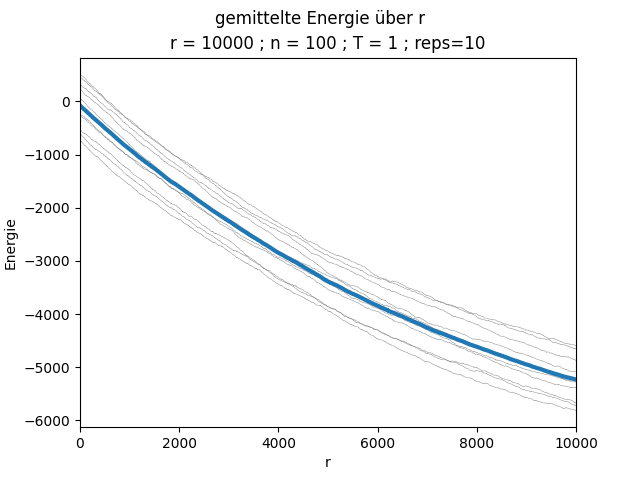 gemittelte Energie über r
r = 10000 ; n = 100 ; T = 1 ; reps=10
Energie
0
−1000
−2000
−3000
−4000
−5000
−6000
0 2000 4000 6000 8000 10000
r